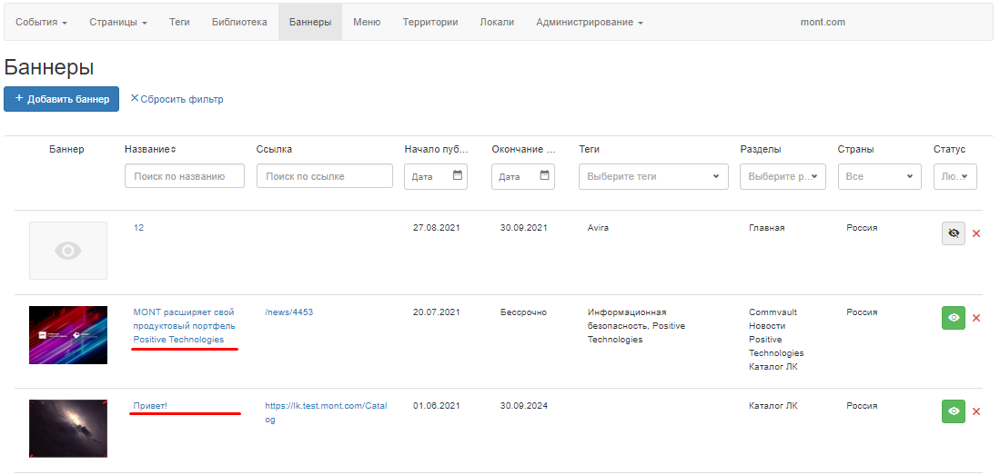 События Страницы Теги Библиотека Баннеры Меню Территории Локали Администрирование mont.com
Баннеры
+ Добавить баннер × Сбросить фильтр
Баннер Название Ссылка Начало пуб... Окончание ... Теги Разделы Страны Статус
Поиск по названию Поиск по ссылке Дата Дата Выберите теги Выберите р... Все Лю...
12 27.08.2021 30.09.2021 Avira Главная Россия
MONT расширяет свой /news/4453 20.07.2021 Бессрочно Информационная Commvault Россия
продуктовый портфель безопасность, Positive Новости
Positive Technologies Technologies Positive
Technologies
Каталог ЛК
Привет! https://lk.test.mont.com/Catal 01.06.2021 30.09.2024 Каталог ЛК Россия
og